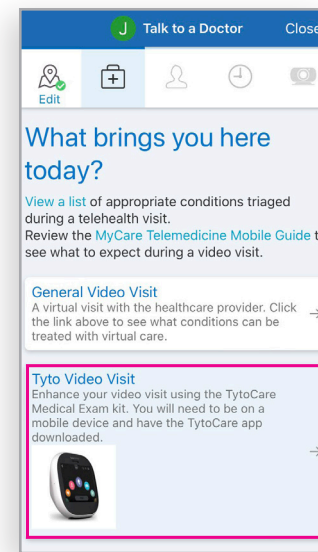 J Talk to a Doctor Close
Edit
What brings you here
today?
View a list of appropriate conditions triaged
during a telehealth visit.
Review the MyCare Telemedicine Mobile Guide t
see what to expect during a video visit.
General Video Visit
A virtual visit with the healthcare provider. Click
the link above to see what conditions can be
treated with virtual care.
Tyto Video Visit
Enhance your video visit using the TytoCare
Medical Exam kit. You will need to be on a
mobile device and have the TytoCare app
downloaded.